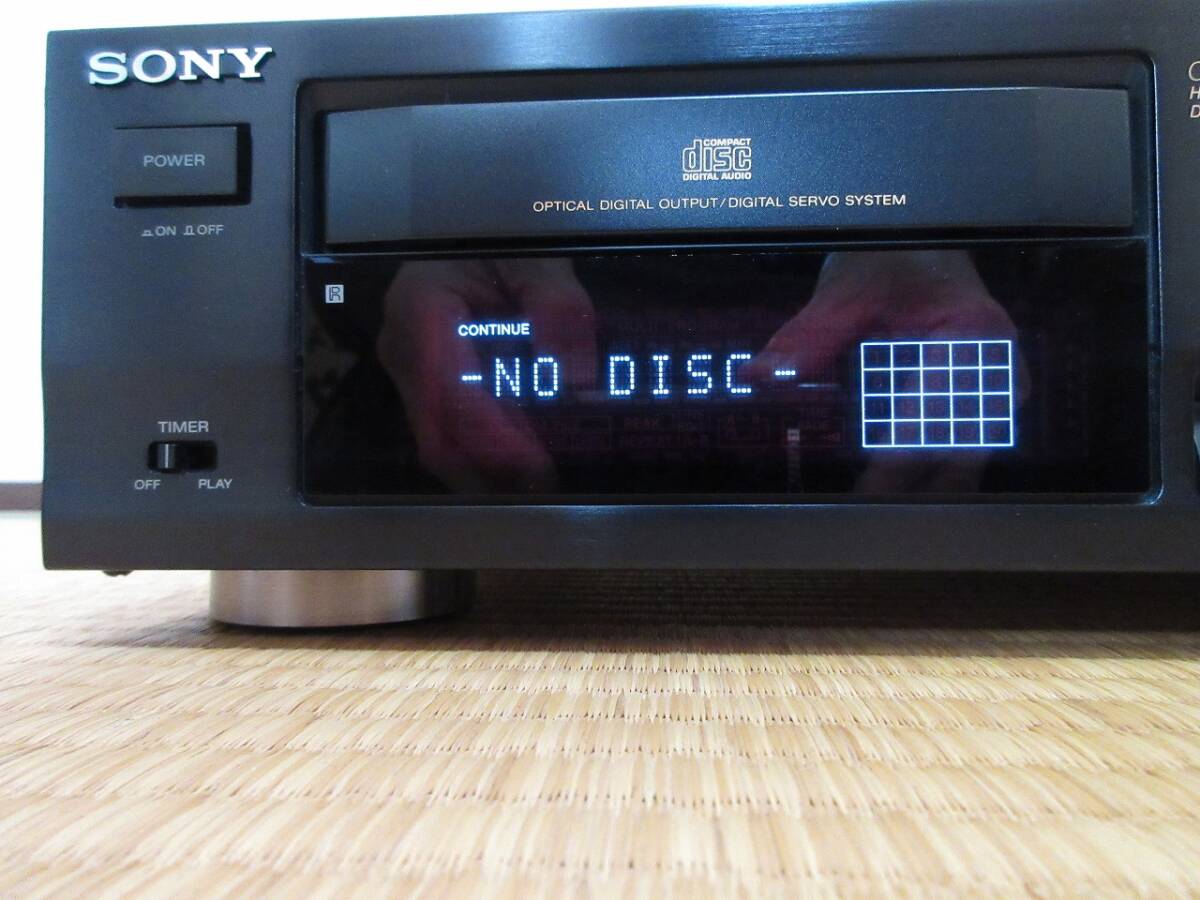 SONY
POWER
ON OFF
TIMER
OFF PLAY
COMPACT
disc
DIGITAL AUDIO
OPTICAL DIGITAL OUTPUT/DIGITAL SERVO SYSTEM
R
CONTINUE
-NO DISC-